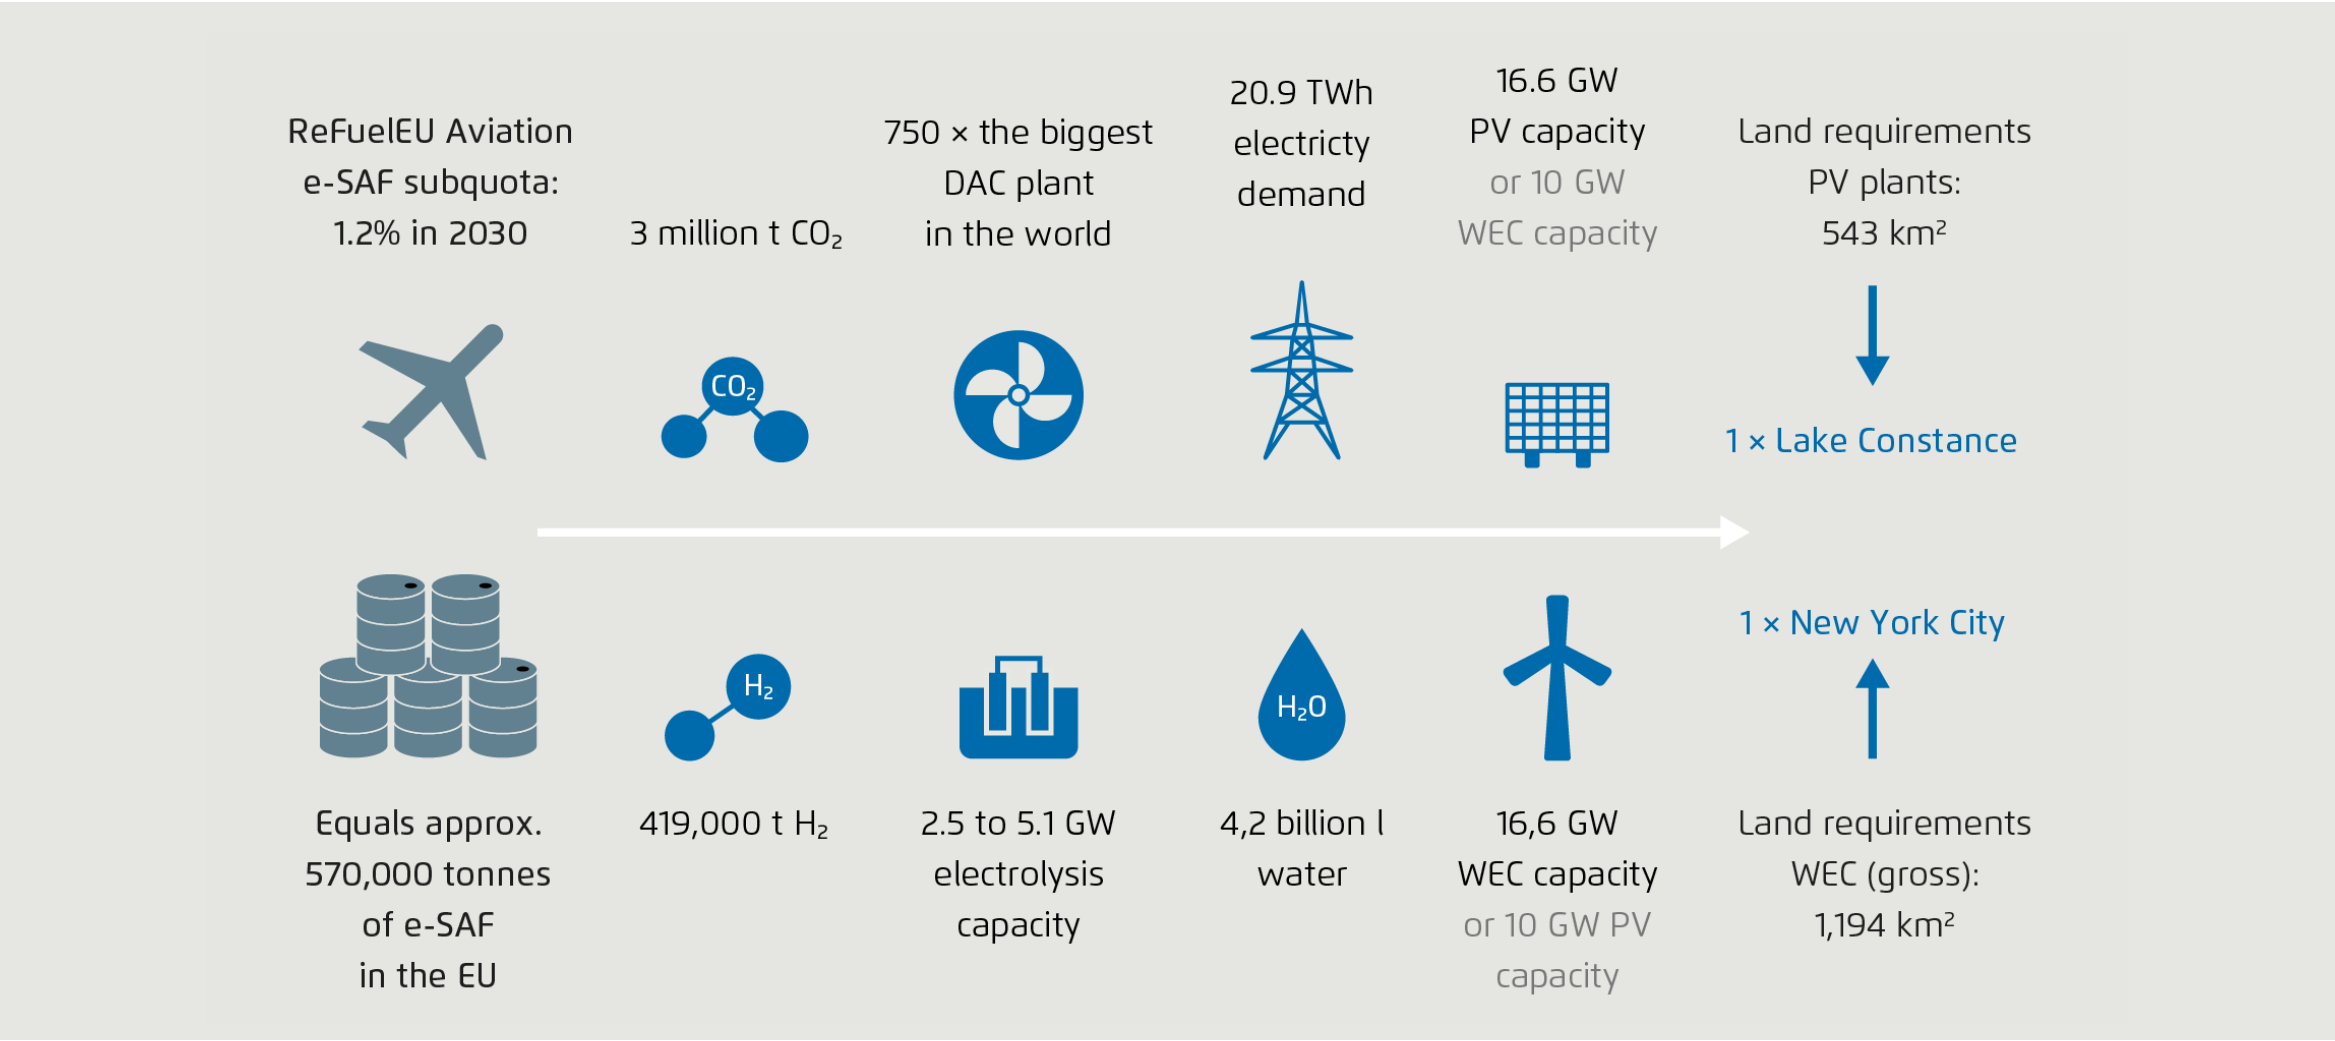 ReFuelEU Aviation
e-SAF subquota:
1.2% in 2030
3 million t CO₂
750 × the biggest
DAC plant
in the world
20.9 TWh
electricty
demand
16.6 GW
PV capacity
or 10 GW
WEC capacity
Land requirements
PV plants:
543 km²
CO₂
1 × Lake Constance
1 × New York City
H₂
H₂O
Equals approx.
570,000 tonnes
of e-SAF
in the EU
419,000 t H₂
2.5 to 5.1 GW
electrolysis
capacity
4,2 billion l
water
16,6 GW
WEC capacity
or 10 GW PV
capacity
Land requirements
WEC (gross):
1,194 km²